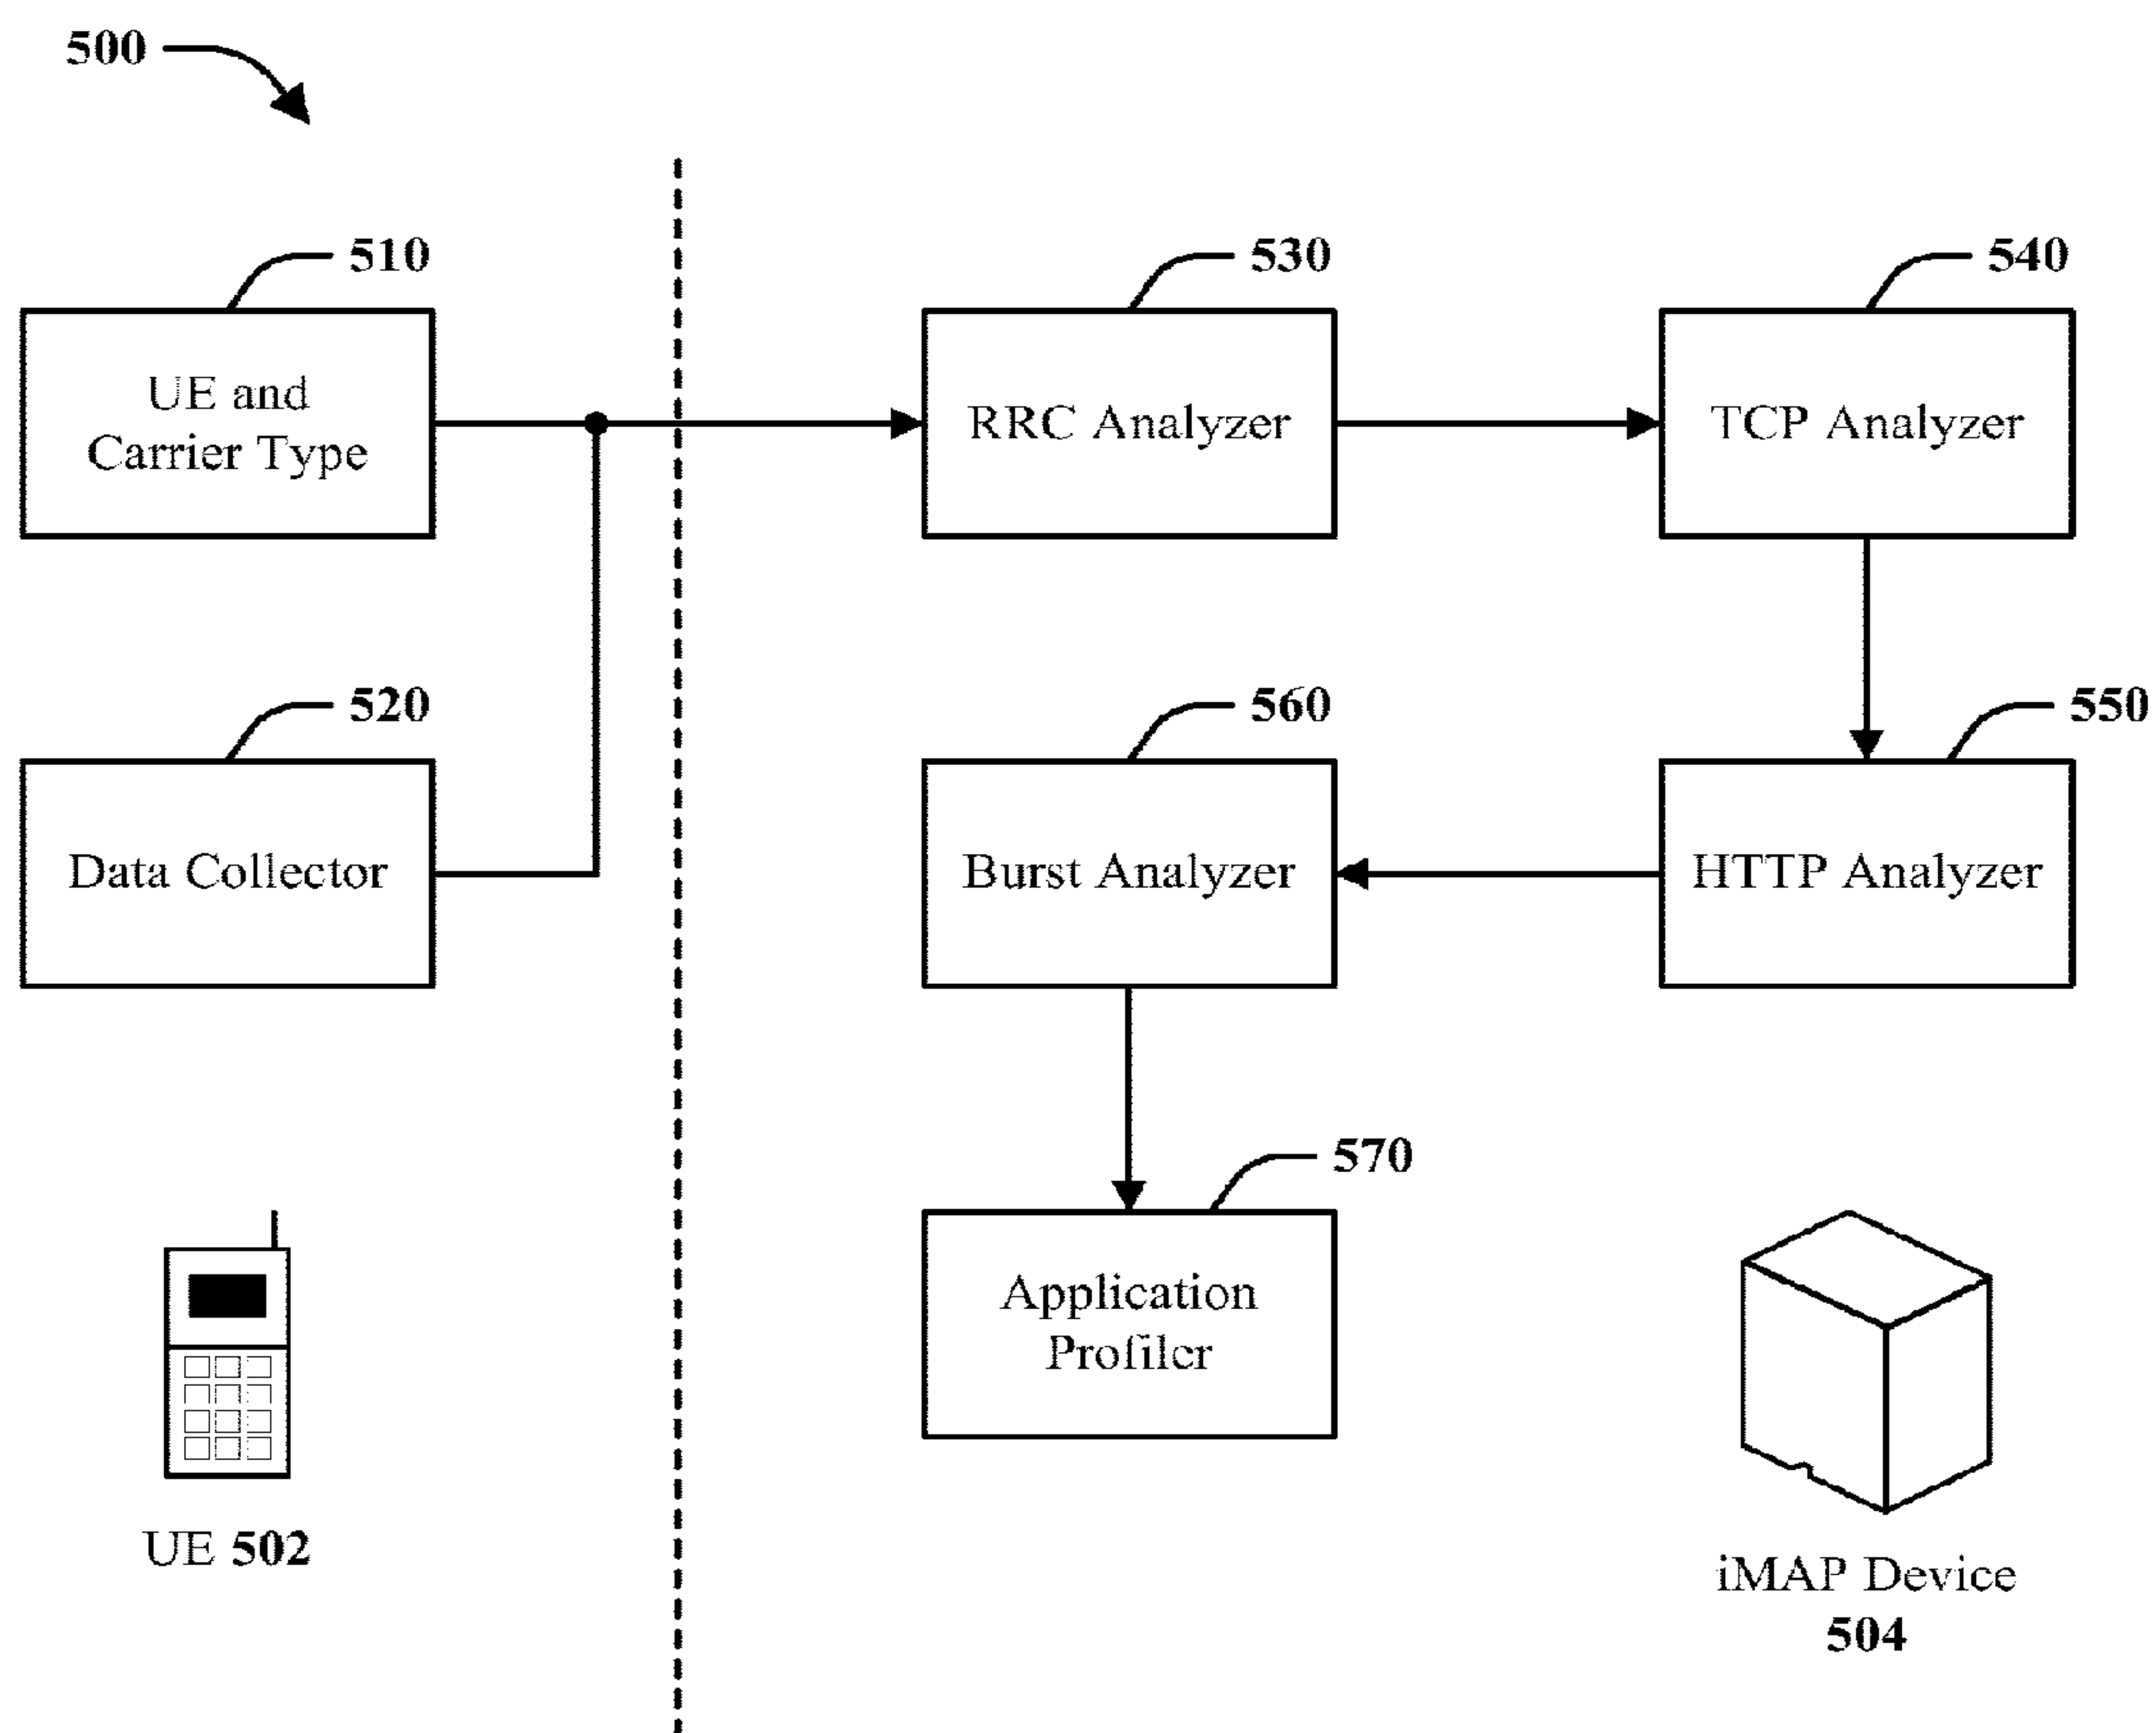 500
510
530
540
UE and
Carrier Type
RRC Analyzer
TCP Analyzer
520
560
550
Data Collector
Burst Analyzer
HTTP Analyzer
570
Application
Profiler
UE 502
iMAP Device
504